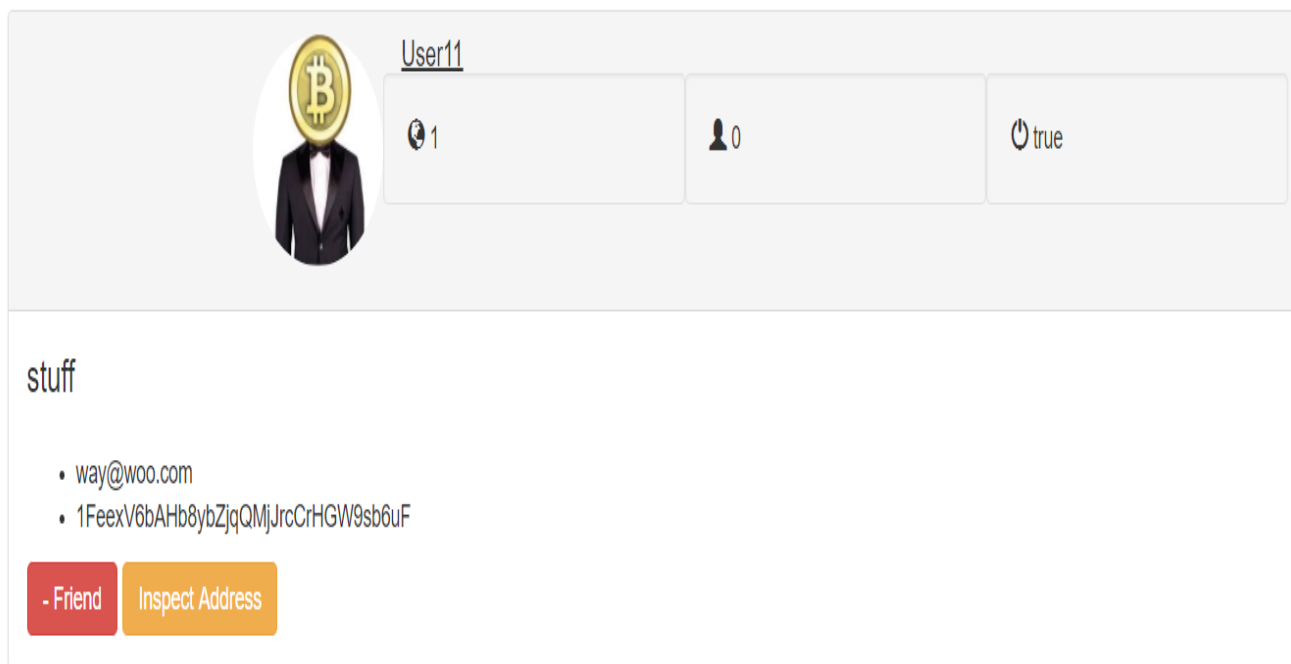 User11
1
0
true
stuff
• way@woo.com
• 1FeexV6bAHb8ybZjqQMjJrcCrHGW9sb6uF
- Friend
Inspect Address